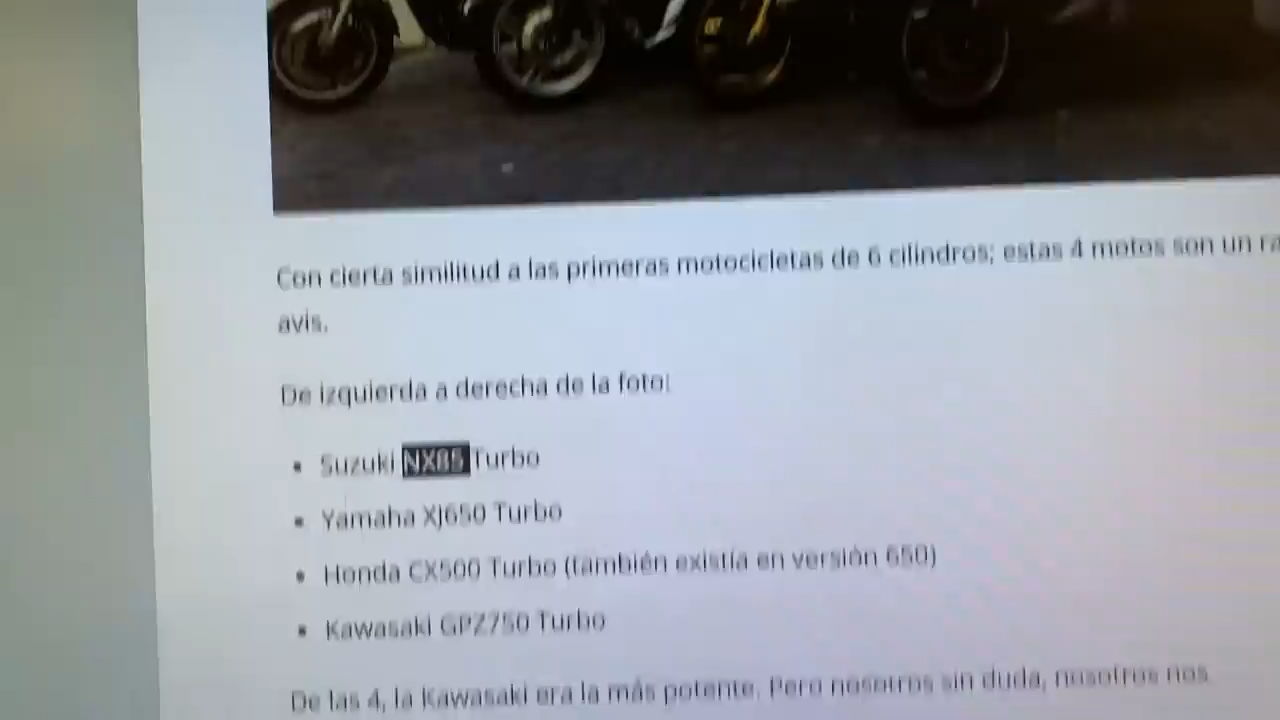 Con cierta similitud a las primeras motocicletas de 6 cilindros; estas 4 motos son un ra
avis.
De izquierda a derecha de la foto:
Suzuki NX85 Turbo
Yamaha XJ650 Turbo
Honda CX500 Turbo (también existía en versión 650)
Kawasaki GPZ750 Turbo
De las 4, la Kawasaki era la más potente. Pero nosotros sin duda, nosotros nos